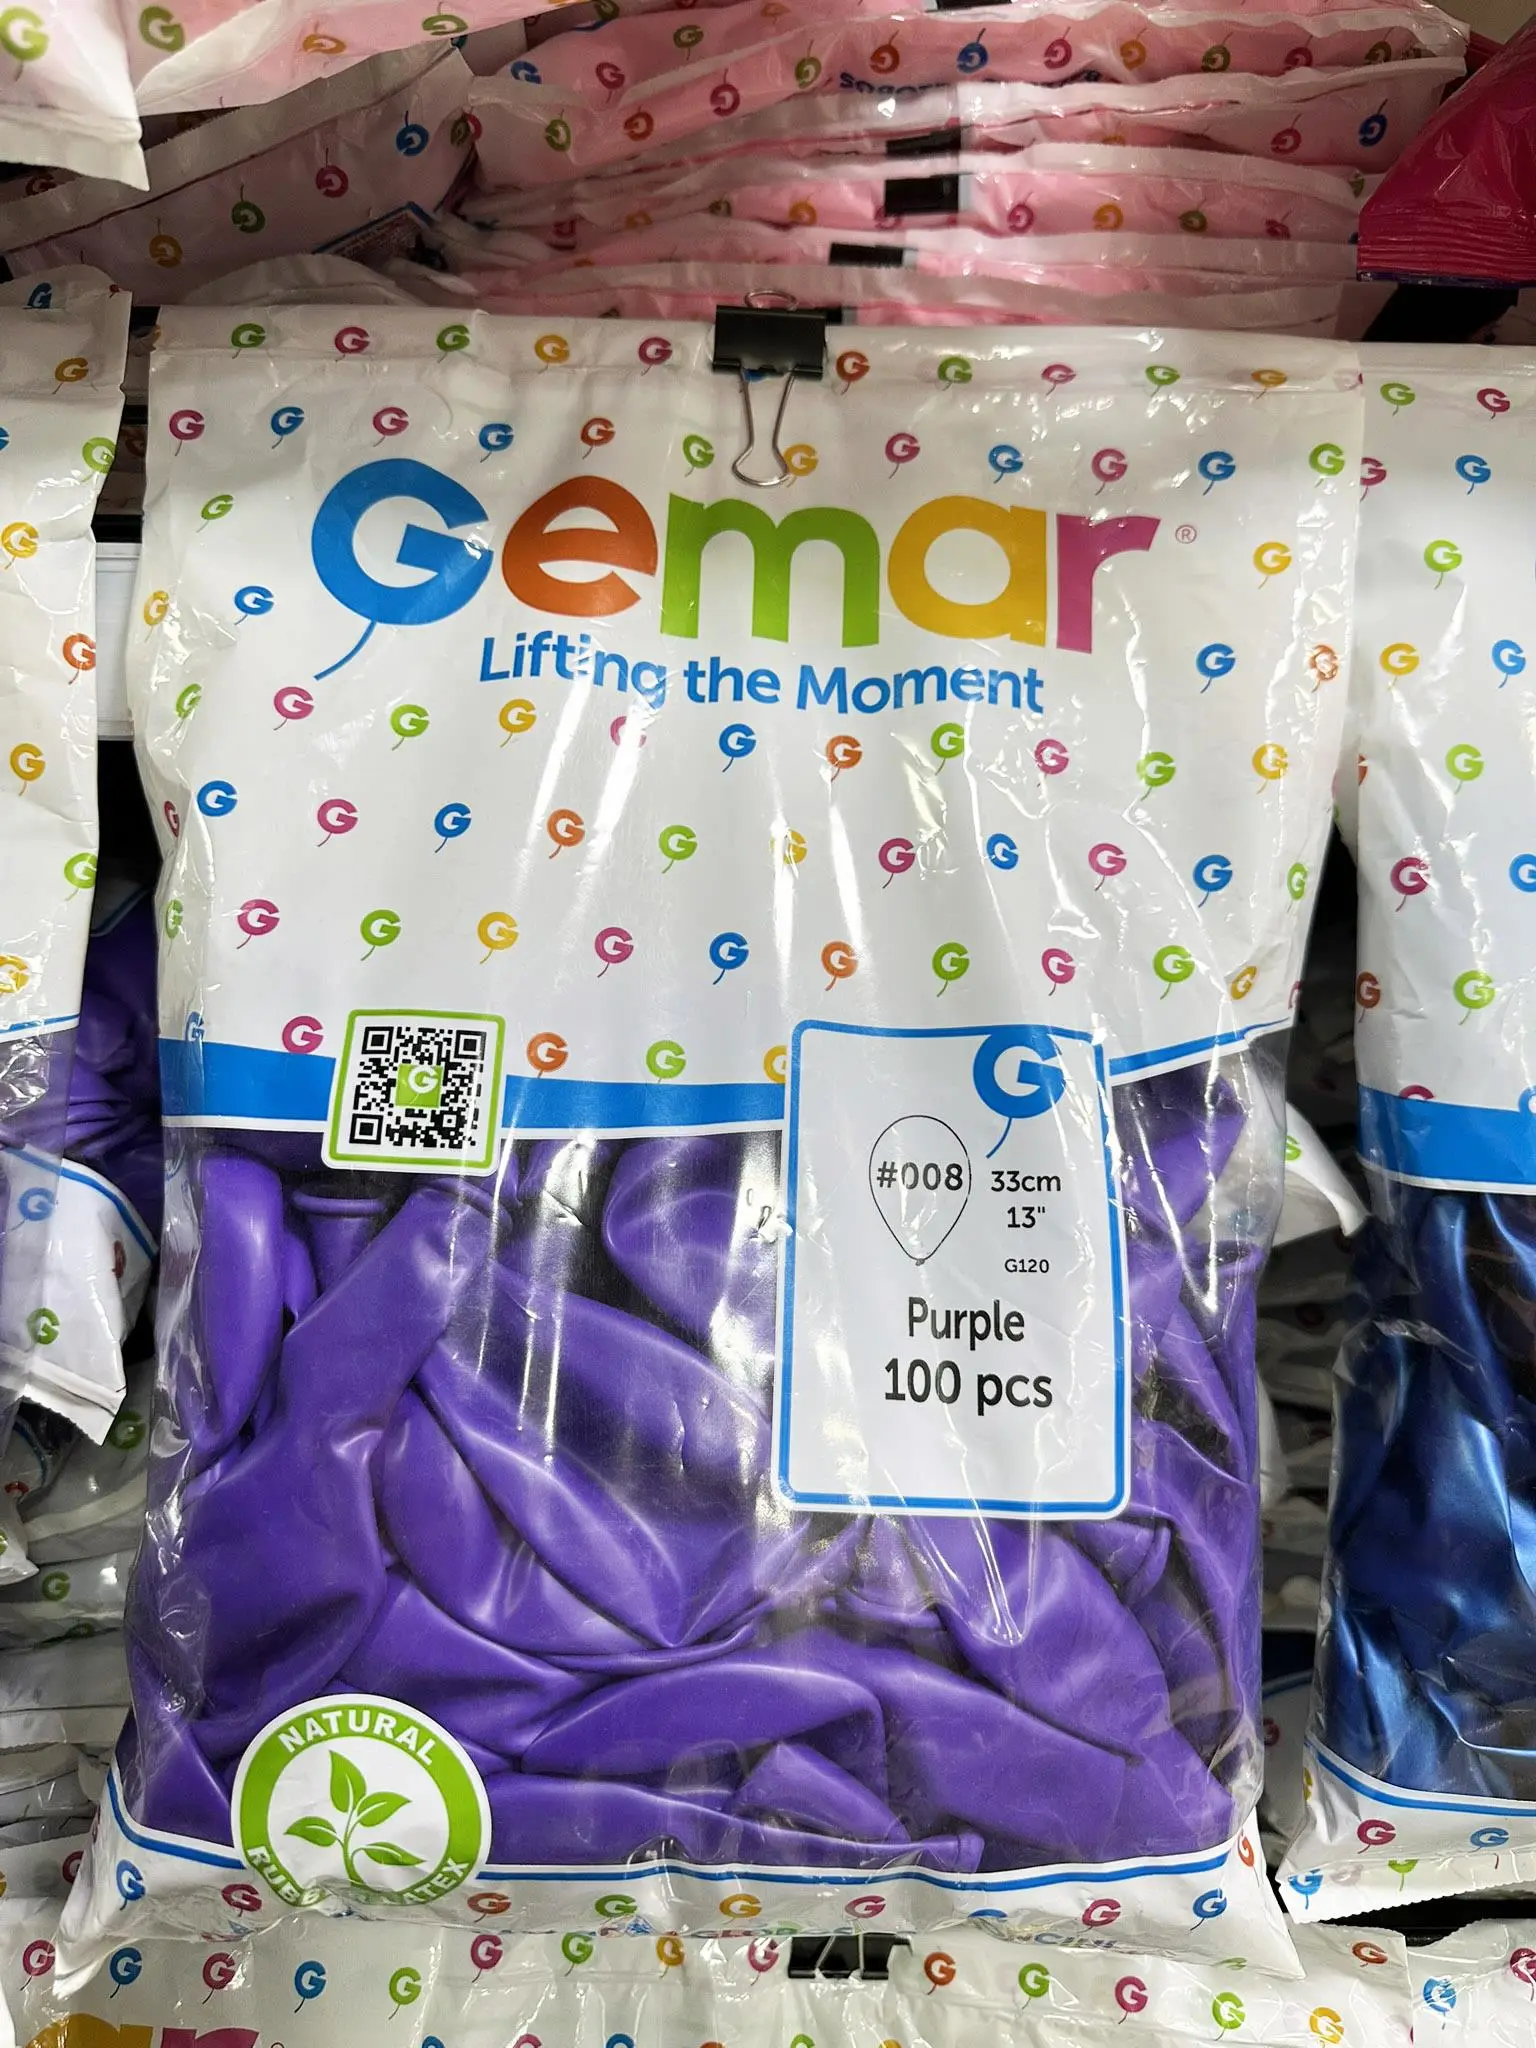 Gemar®
Lifting the Moment
G
#008
33cm
13"
G120
Purple
100 pcs
NATURAL